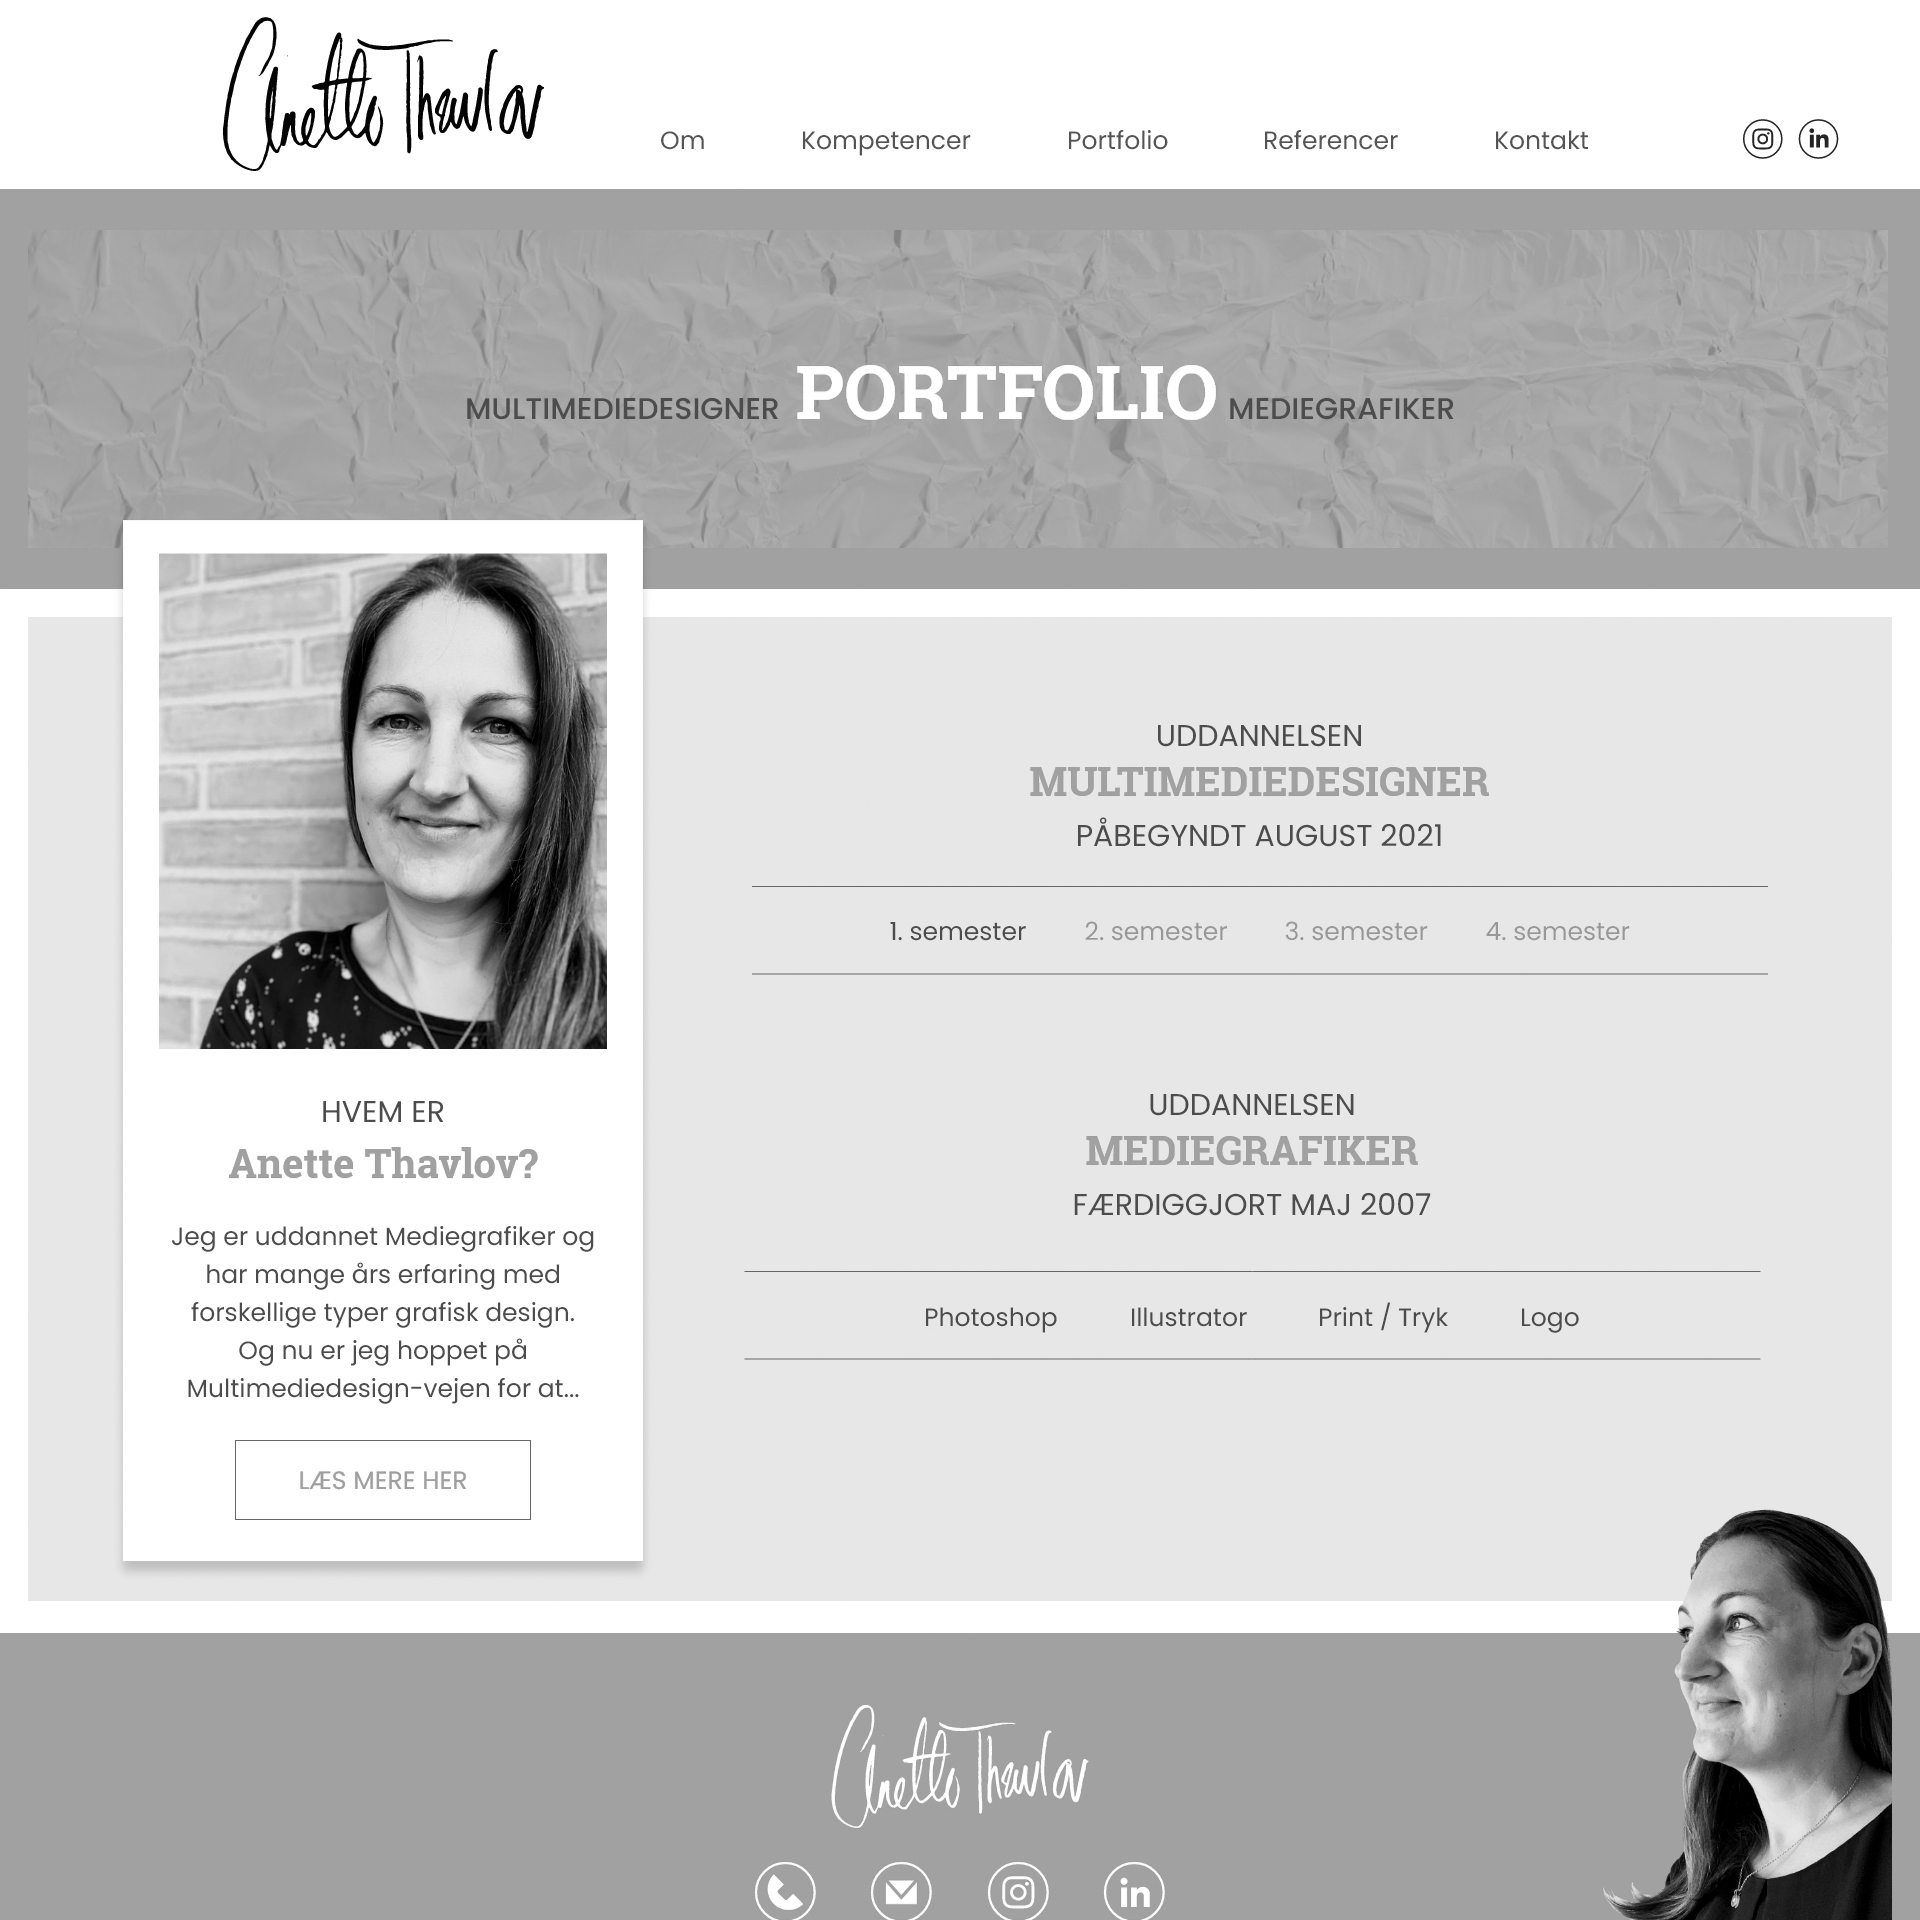 Anette Thavlov
Om Kompetencer Portfolio Referencer Kontakt in
MULTIMEDIEDESIGNER PORTFOLIO MEDIEGRAFIKER
HVEM ER
Anette Thavlov?
Jeg er uddannet Mediegrafiker og
har mange års erfaring med
forskellige typer grafisk design.
Og nu er jeg hoppet på
Multimediedesign-vejen for at...
LÆS MERE HER
UDDANNELSEN
MULTIMEDIEDESIGNER
PÅBEGYNDT AUGUST 2021
1. semester 2. semester 3. semester 4. semester
UDDANNELSEN
MEDIEGRAFIKER
FÆRDIGGJORT MAJ 2007
Photoshop Illustrator Print / Tryk Logo
Anette Thavlov
in